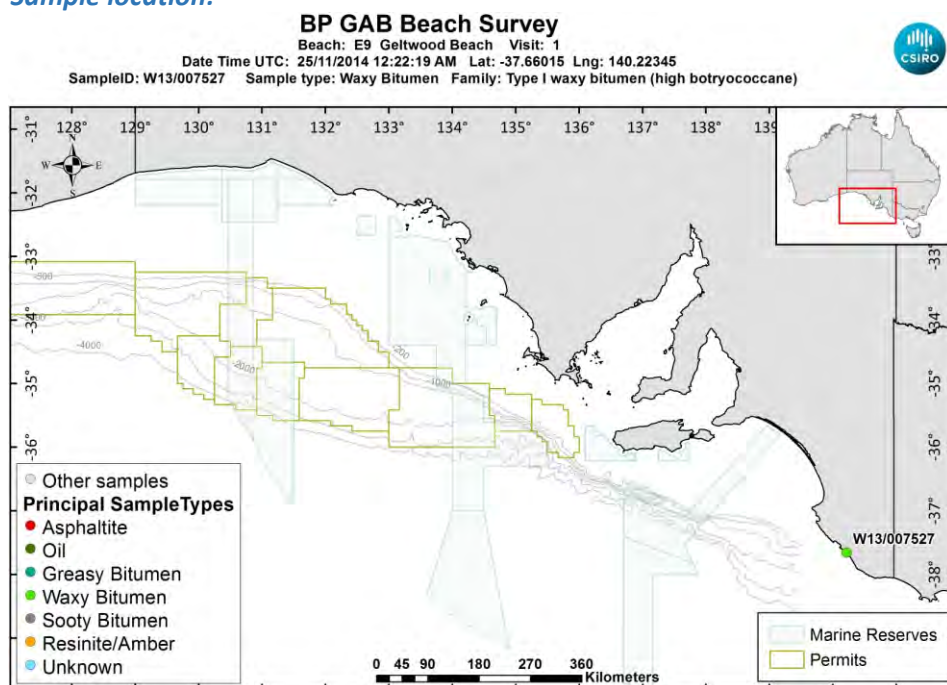 Sample location:
BP GAB Beach Survey
Beach: E9 Geltwood Beach Visit: 1
Date Time UTC: 25/11/2014 12:22:19 AM Lat: -37.66015 Lng: 140.22345
SampleID: W13/007527 Sample type: Waxy Bitumen Family: Type I waxy bitumen (high botryococcane)
CSIRO
128° 129° 130° 131° 132° 133° 134° 135° 136° 137° 138° 139
-31° -31°
-32° -32°
-33° -33°
-34° -34°
-35° -35°
-36° -36°
-37°
-38°
N
W E
S
-4000
-2000
-200
-1000
W13/007527
Other samples
Principal SampleTypes
Asphaltite
Oil
Greasy Bitumen
Waxy Bitumen
Sooty Bitumen
Resinite/Amber
Unknown
0 45 90 180 270 360
Kilometers
Marine Reserves
Permits